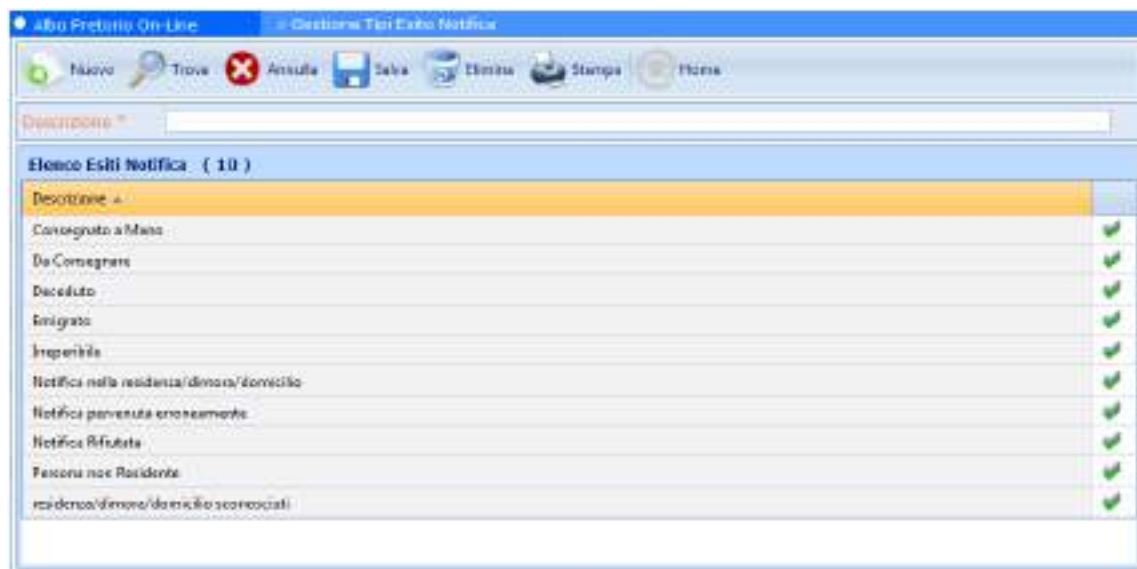 Albo Pretorio On-Line » Gestione Tipi Esito Notifica
Nuovo Trova Annulla Salva Elimina Stampa Home
Descrizione *
Elenco Esiti Notifica ( 10 )
Descrizione
Consegnato a Mano
Da Consegnare
Deceduto
Emigrato
Irreperibile
Notifica nella residenza/dimora/domicilio
Notifica pervenuta erroneamente
Notifica Rifiutata
Persona non Residente
residenza/dimora/domicilio sconosciuti